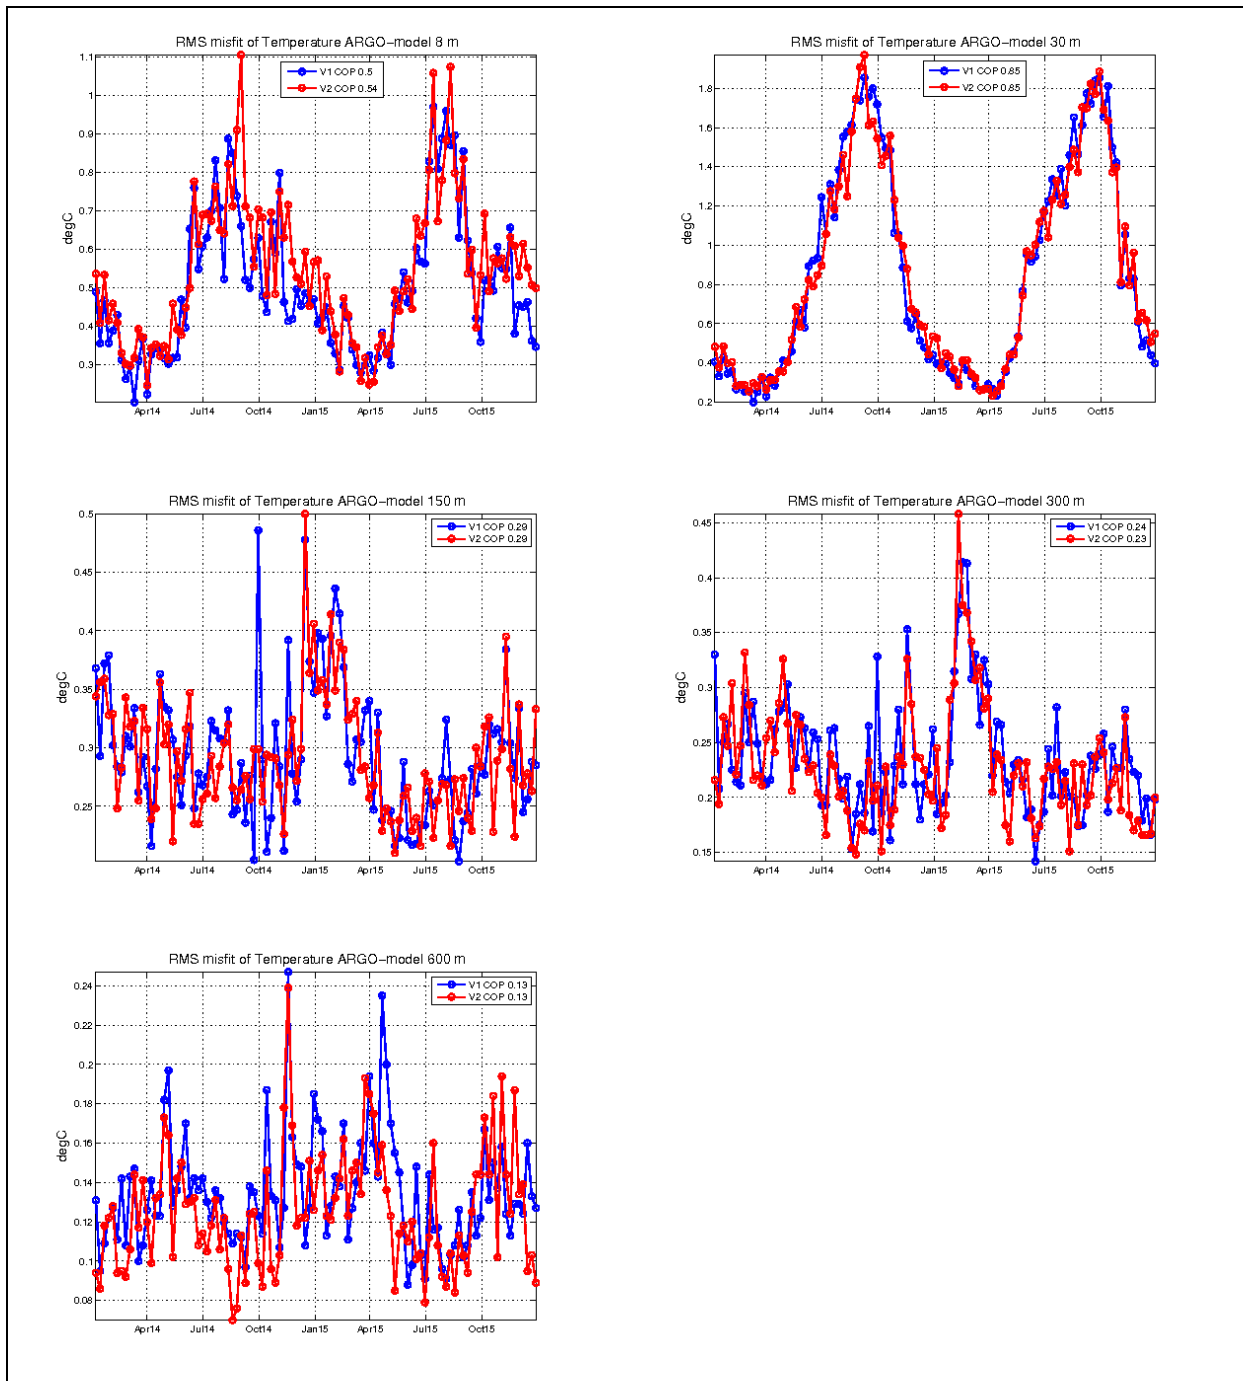 RMS misfit of Temperature ARGO-model 8 m
V1 COP 0.5
V2 COP 0.54
degC
1.1
1
0.9
0.8
0.7
0.6
0.5
0.4
0.3
Apr14 Jul14 Oct14 Jan15 Apr15 Jul15 Oct15
RMS misfit of Temperature ARGO-model 30 m
V1 COP 0.85
V2 COP 0.85
degC
1.8
1.6
1.4
1.2
1
0.8
0.6
0.4
0.2
Apr14 Jul14 Oct14 Jan15 Apr15 Jul15 Oct15
RMS misfit of Temperature ARGO-model 150 m
V1 COP 0.29
V2 COP 0.29
degC
0.5
0.45
0.4
0.35
0.3
0.25
Apr14 Jul14 Oct14 Jan15 Apr15 Jul15 Oct15
RMS misfit of Temperature ARGO-model 300 m
V1 COP 0.24
V2 COP 0.23
degC
0.45
0.4
0.35
0.3
0.25
0.2
0.15
Apr14 Jul14 Oct14 Jan15 Apr15 Jul15 Oct15
RMS misfit of Temperature ARGO-model 600 m
V1 COP 0.13
V2 COP 0.13
degC
0.24
0.22
0.2
0.18
0.16
0.14
0.12
0.1
0.08
Apr14 Jul14 Oct14 Jan15 Apr15 Jul15 Oct15